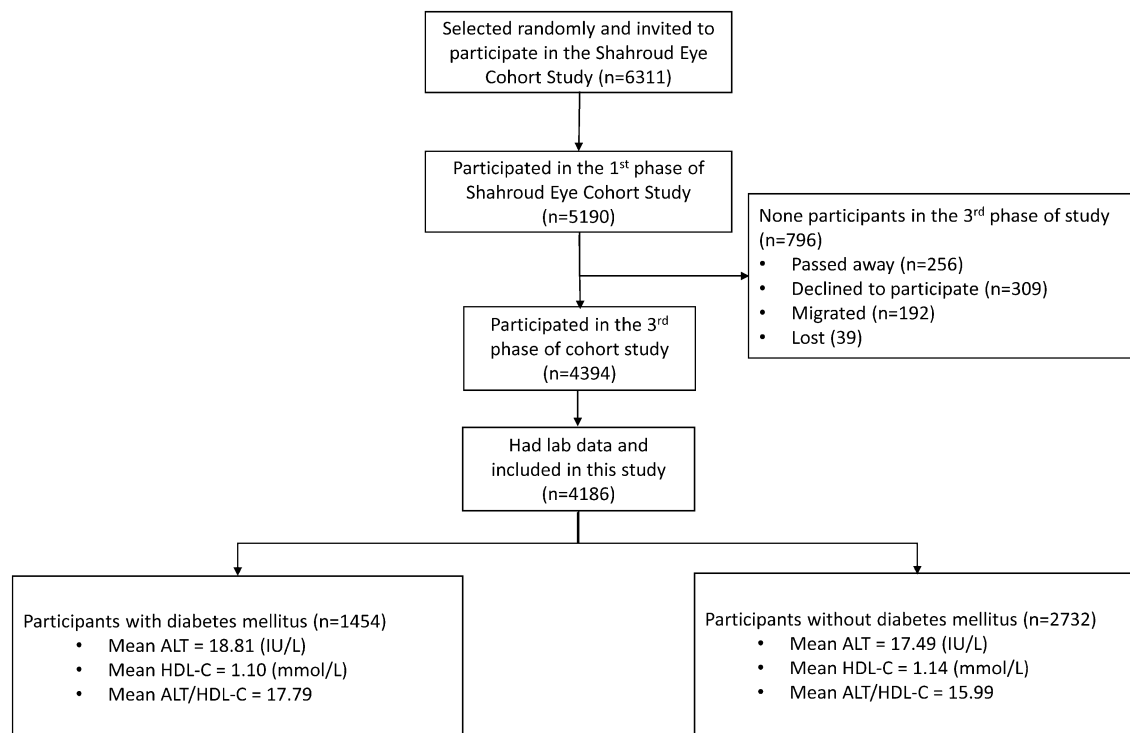 Selected randomly and invited to
participate in the Shahroud Eye
Cohort Study (n=6311)
Participated in the 1st phase of
Shahroud Eye Cohort Study
(n=5190)
None participants in the 3rd phase of study
(n=796)
• Passed away (n=256)
• Declined to participate (n=309)
• Migrated (n=192)
• Lost (39)
Participated in the 3rd
phase of cohort study
(n=4394)
Had lab data and
included in this study
(n=4186)
Participants with diabetes mellitus (n=1454)
• Mean ALT = 18.81 (IU/L)
• Mean HDL-C = 1.10 (mmol/L)
• Mean ALT/HDL-C = 17.79
Participants without diabetes mellitus (n=2732)
• Mean ALT = 17.49 (IU/L)
• Mean HDL-C = 1.14 (mmol/L)
• Mean ALT/HDL-C = 15.99